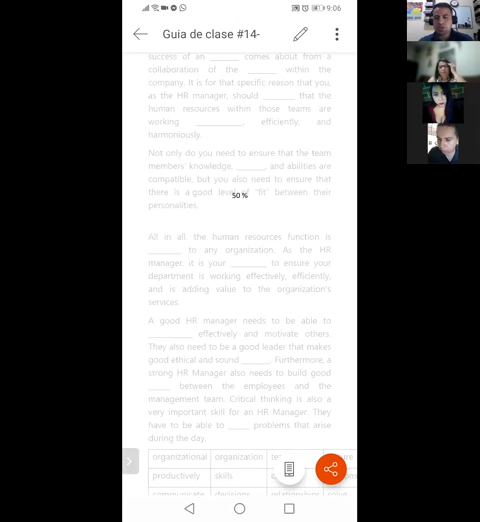 9:06
Guia de clase #14-
success of an ________ comes about from a
collaboration of the _______ within the
company. It is for that specific reason that you,
as the HR manager, should ________ that the
human resources within those teams are
working __________, efficiently, and
harmoniously.
Not only do you need to ensure that the team
members' knowledge, _______, and abilities are
compatible, but you also need to ensure that
there is a good level of "fit" between their
50 %
personalities.
All in all, the human resources function is
________ to any organization. As the HR
manager, it is your _________ to ensure your
department is working effectively, efficiently,
and is adding value to the organization's
services.
A good HR manager needs to be able to
___________ effectively and motivate others.
They also need to be a good leader that makes
good ethical and sound _______. Furthermore, a
strong HR Manager also needs to build good
_____ between the employees and the
management team. Critical thinking is also a
very important skill for an HR Manager. They
have to be able to _____ problems that arise
during the day.
organizational organization
productively skills
communicate decisions relationships solve